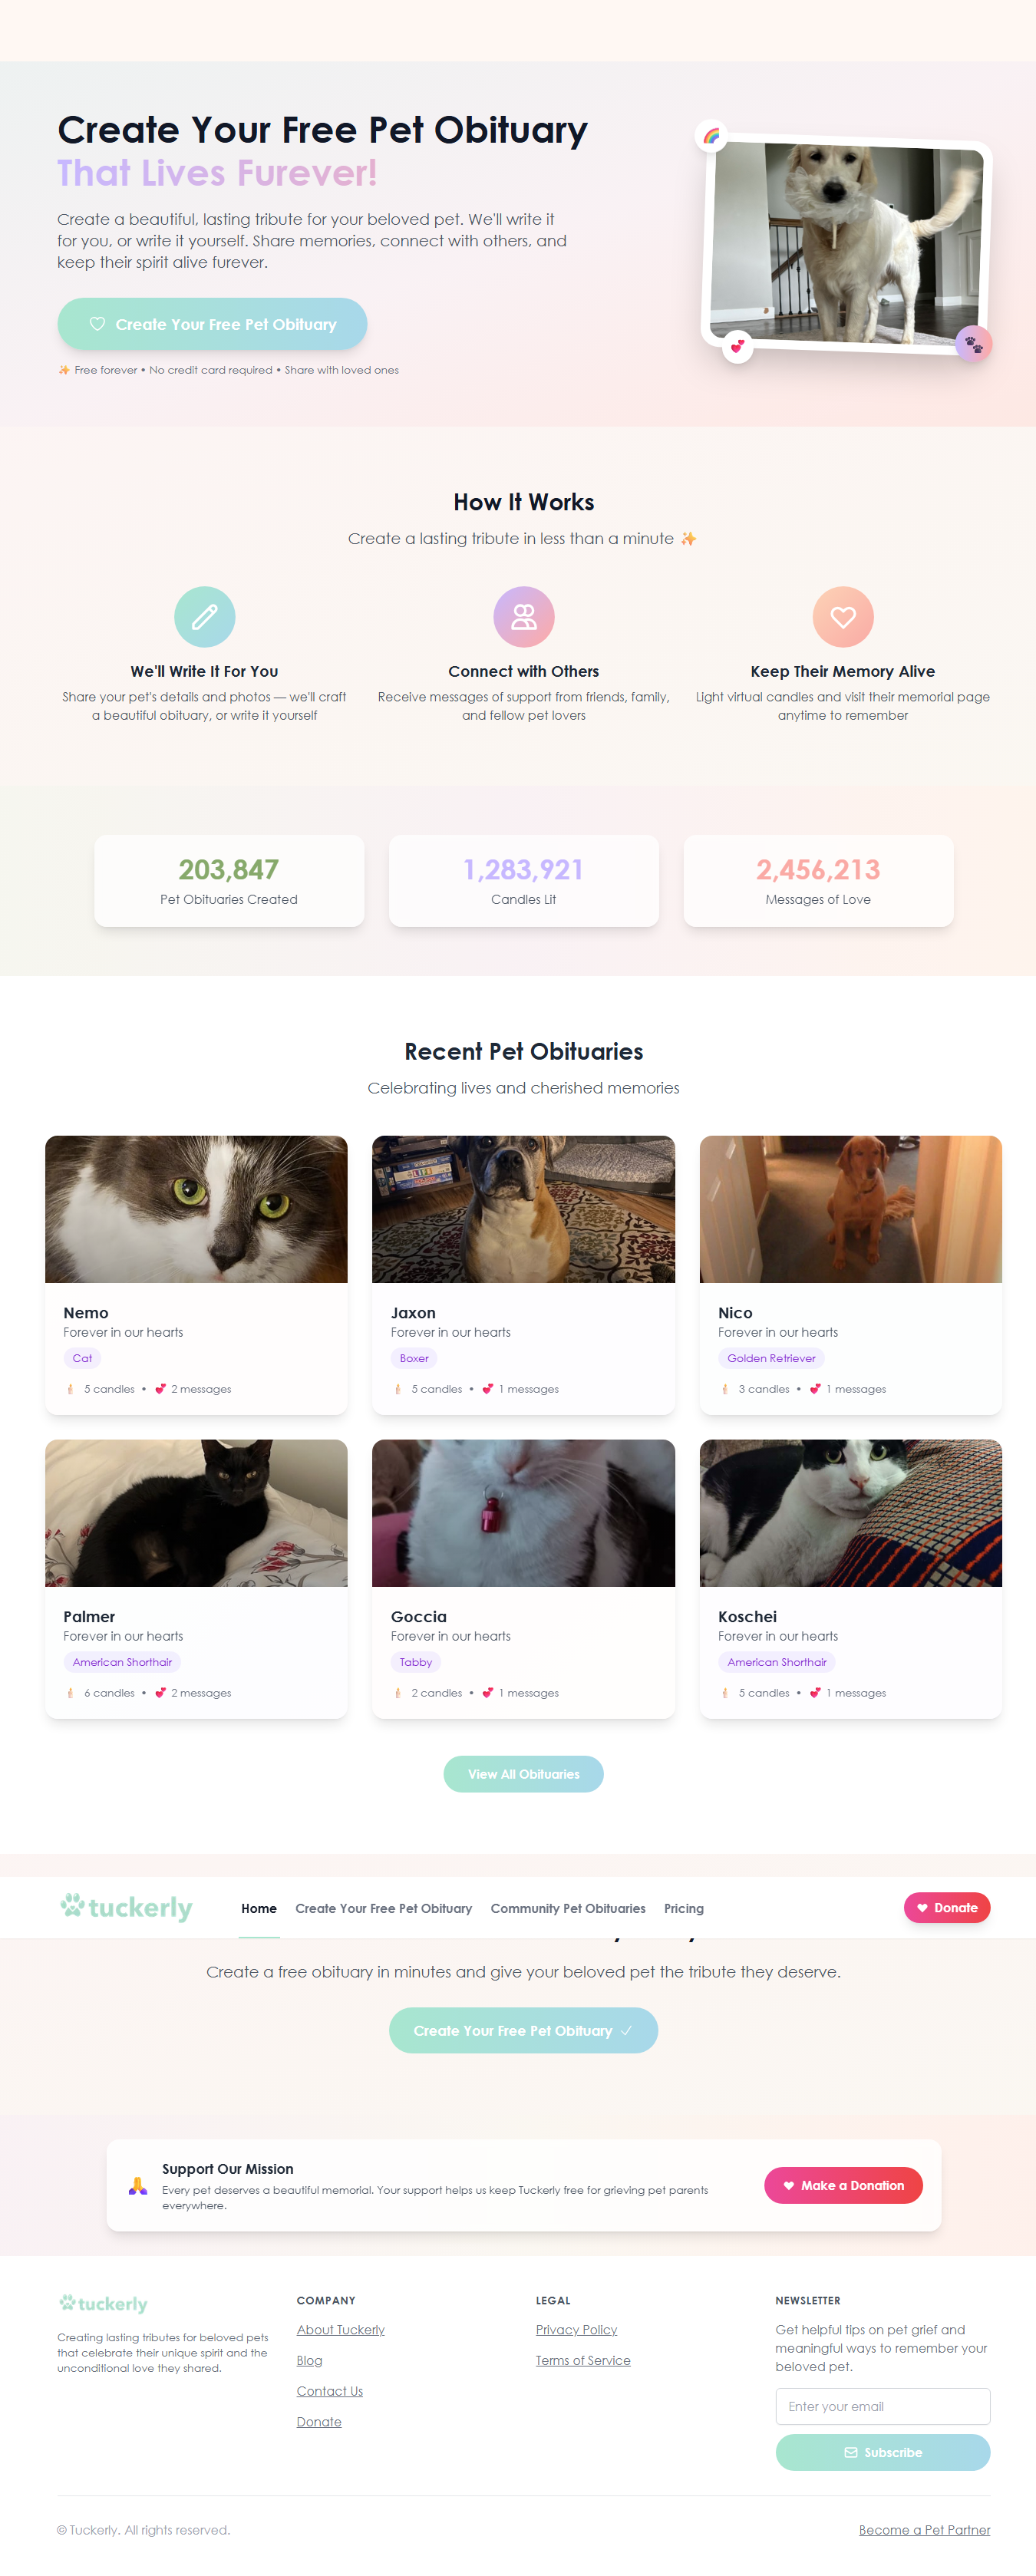 Create Your Free Pet Obituary
That Lives Furever!
Create a beautiful, lasting tribute for your beloved pet. We'll write it
for you, or write it yourself. Share memories, connect with others, and
keep their spirit alive furever.
Create Your Free Pet Obituary
✨ Free forever • No credit card required • Share with loved ones
How It Works
Create a lasting tribute in less than a minute ✨
We'll Write It For You
Share your pet's details and photos — we'll craft
a beautiful obituary, or write it yourself
Connect with Others
Receive messages of support from friends, family,
and fellow pet lovers
Keep Their Memory Alive
Light virtual candles and visit their memorial page
anytime to remember
203,847
Pet Obituaries Created
1,283,921
Candles Lit
2,456,213
Messages of Love
Recent Pet Obituaries
Celebrating lives and cherished memories
Nemo
Forever in our hearts
Cat
5 candles • 💕 2 messages
Jaxon
Forever in our hearts
Boxer
5 candles • 💕 1 messages
Nico
Forever in our hearts
Golden Retriever
3 candles • 💕 1 messages
Palmer
Forever in our hearts
American Shorthair
6 candles • 💕 2 messages
Goccia
Forever in our hearts
Tabby
2 candles • 💕 1 messages
Koschei
Forever in our hearts
American Shorthair
5 candles • 💕 1 messages
View All Obituaries
tuckerly
Home
Create Your Free Pet Obituary
Community Pet Obituaries
Pricing
Donate
Create a free obituary in minutes and give your beloved pet the tribute they deserve.
Create Your Free Pet Obituary
Support Our Mission
Every pet deserves a beautiful memorial. Your support helps us keep Tuckerly free for grieving pet parents
everywhere.
Make a Donation
tuckerly
Creating lasting tributes for beloved pets
that celebrate their unique spirit and the
unconditional love they shared.
COMPANY
About Tuckerly
Blog
Contact Us
Donate
LEGAL
Privacy Policy
Terms of Service
NEWSLETTER
Get helpful tips on pet grief and
meaningful ways to remember your
beloved pet.
Enter your email
Subscribe
© Tuckerly. All rights reserved.
Become a Pet Partner